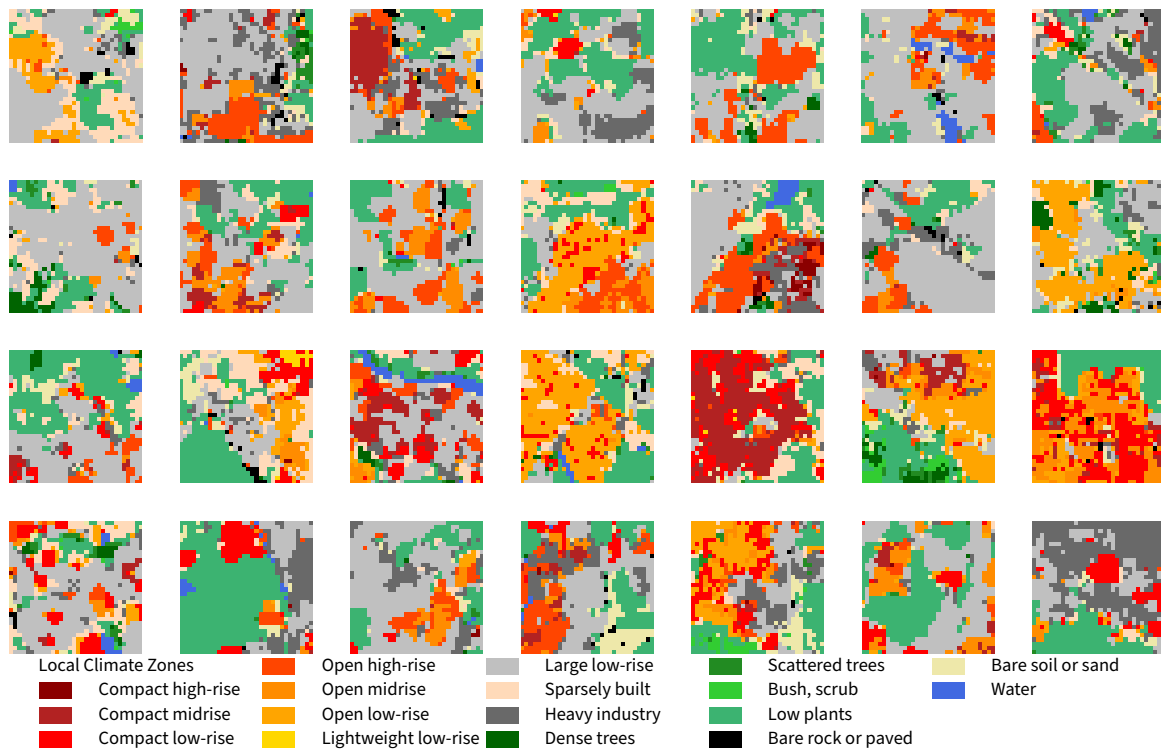 Local Climate Zones
Compact high-rise
Compact midrise
Compact low-rise
Open high-rise
Open midrise
Open low-rise
Lightweight low-rise
Large low-rise
Sparsely built
Heavy industry
Dense trees
Scattered trees
Bush, scrub
Low plants
Bare rock or paved
Bare soil or sand
Water